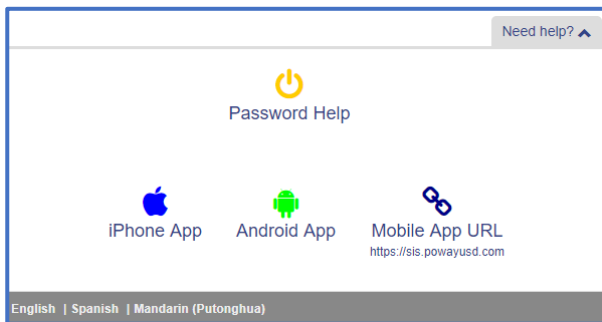 Need help?
Password Help
iPhone App
Android App
Mobile App URL
https://sis.powayusd.com
English | Spanish | Mandarin (Putonghua)